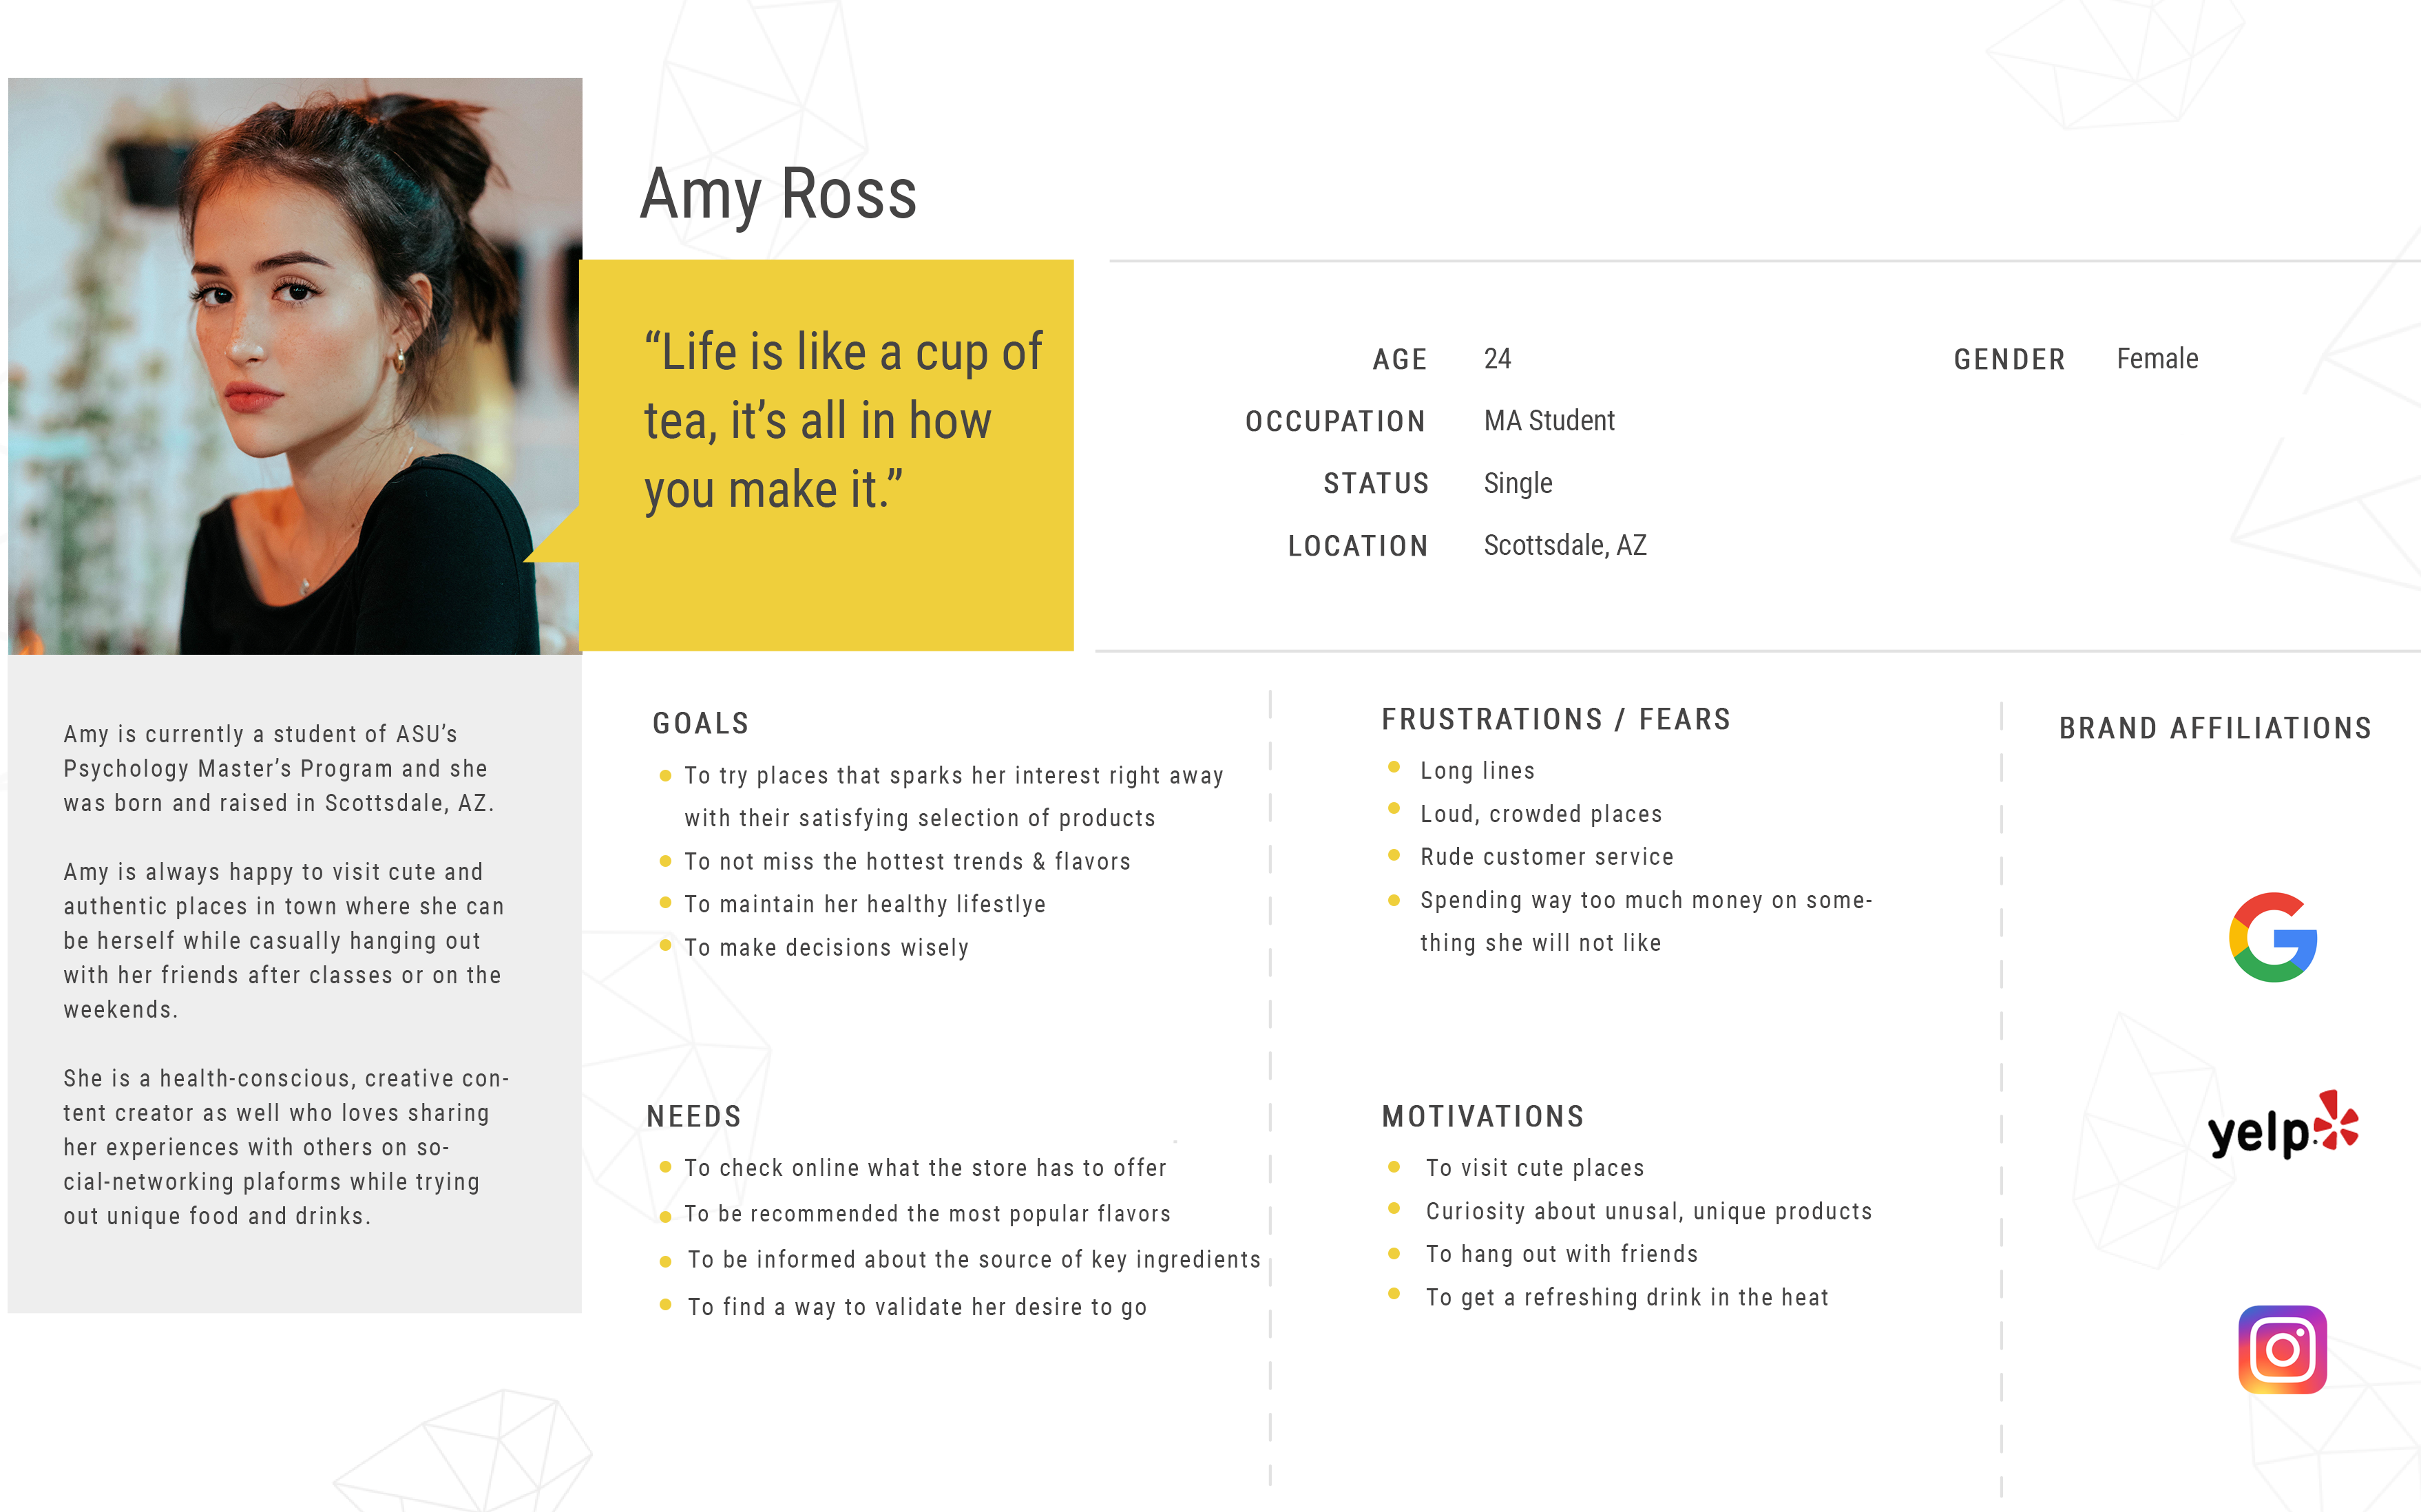 Amy Ross
“Life is like a cup of
tea, it’s all in how
you make it.”
AGE 24
GENDER Female
OCCUPATION MA Student
STATUS Single
LOCATION Scottsdale, AZ
Amy is currently a student of ASU’s
Psychology Master’s Program and she
was born and raised in Scottsdale, AZ.
Amy is always happy to visit cute and
authentic places in town where she can
be herself while casually hanging out
with her friends after classes or on the
weekends.
She is a health-conscious, creative con-
tent creator as well who loves sharing
her experiences with others on so-
cial-networking plaforms while trying
out unique food and drinks.
GOALS
To try places that sparks her interest right away
with their satisfying selection of products
To not miss the hottest trends & flavors
To maintain her healthy lifestlye
To make decisions wisely
NEEDS
To check online what the store has to offer
To be recommended the most popular flavors
To be informed about the source of key ingredients
To find a way to validate her desire to go
FRUSTRATIONS / FEARS
Long lines
Loud, crowded places
Rude customer service
Spending way too much money on some-
thing she will not like
MOTIVATIONS
To visit cute places
Curiosity about unusal, unique products
To hang out with friends
To get a refreshing drink in the heat
BRAND AFFILIATIONS
G
yelp